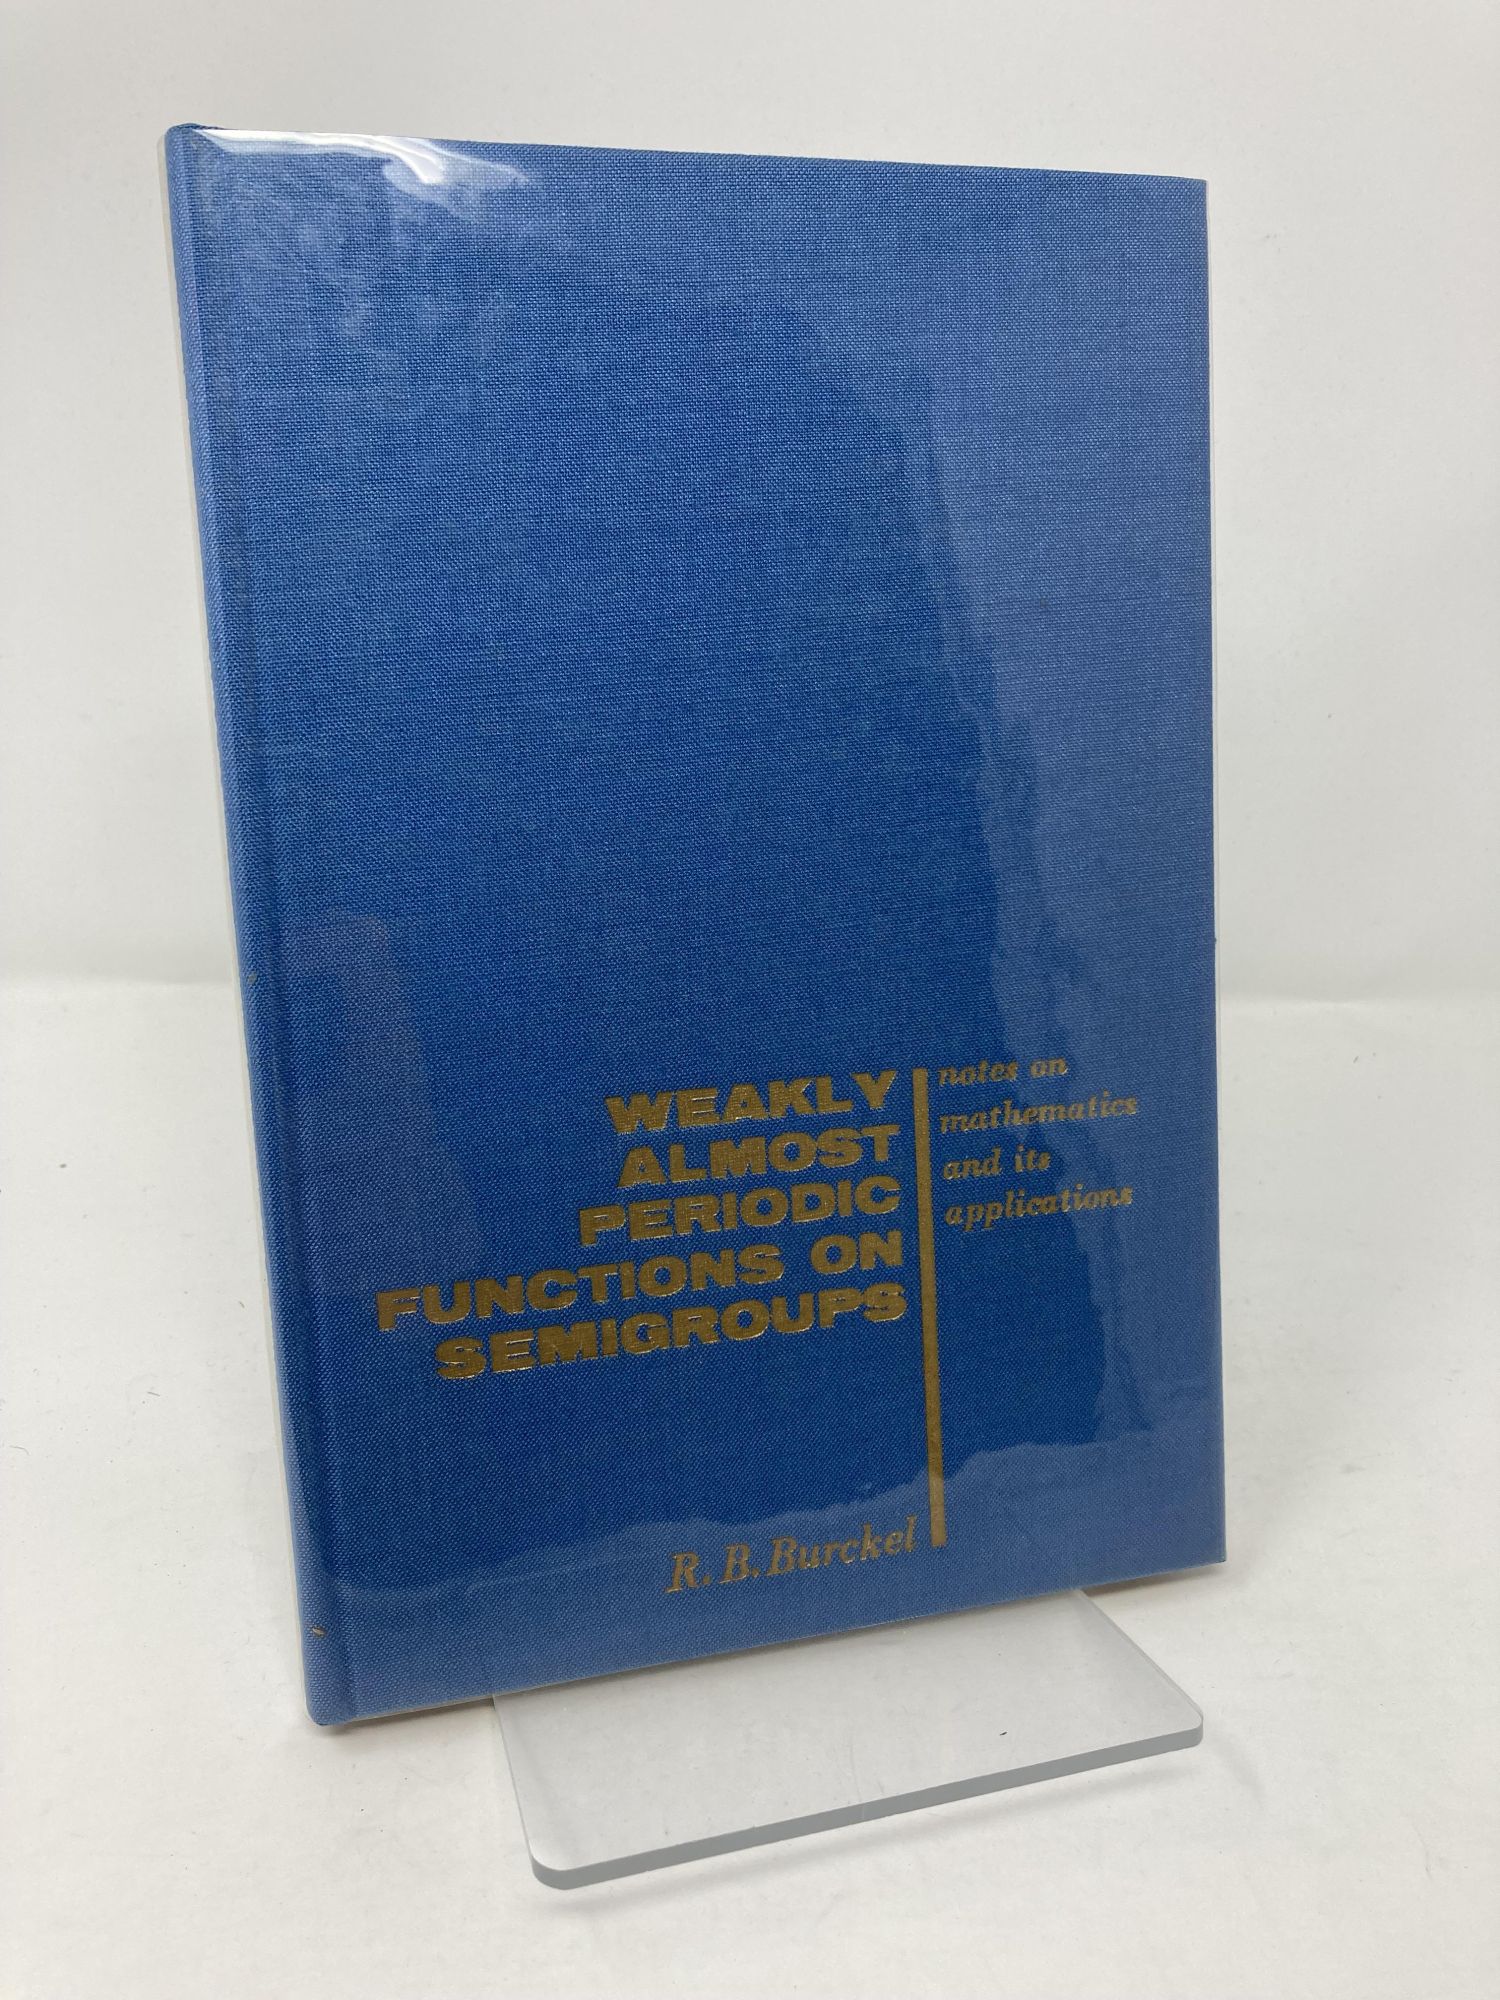 WEAKLY
ALMOST
PERIODIC
FUNCTIONS ON
SEMIGROUPS
notes on
mathematics
and its
applications
R. B. Burckel